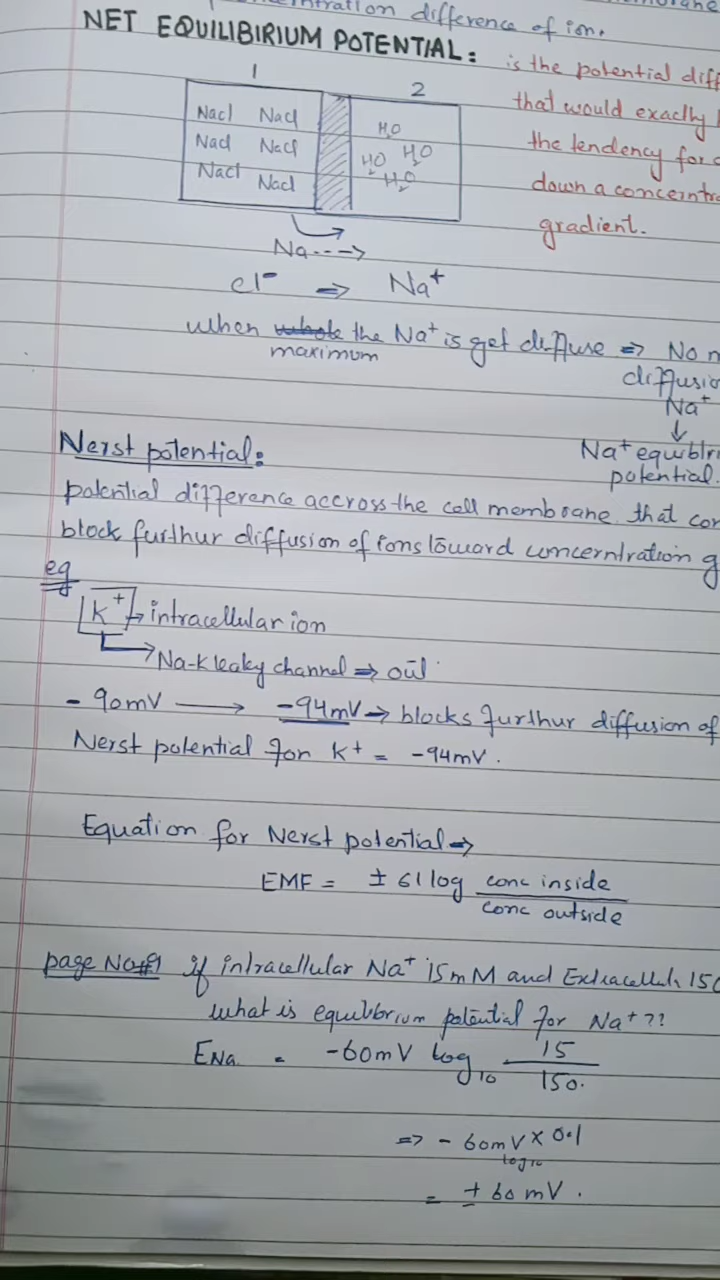 ntration difference of ion.
NET EQUILIBIRIUM POTENTIAL: is the potential diff
that would exactly
the tendency for
down a concentra
gradient.
1
2
Nacl Nacl
Nacl Nacl
Nacl Nacl
H2O
H2O H2O
H2O
Na--->
cl⁻ ⇒ Na⁺
when the Na⁺ is get diffuse ⇒ No
maximum
diffusio
Na⁺
↓
Na⁺ equiblri
potential.
Nerst potential:
potential difference accross the cell membrane that
block furthur diffusion of ions toward concerntration g
eg
K⁺ → intracellular ion
→ Na-K leaky channel ⇒ out
- 90mV → -94mV → blocks furthur diffusion of
Nerst potential for K⁺ = -94mV.
Equation for Nerst potential ⇒
EMF = ± 61 log conc inside
conc outside
page No#9 if intracellular Na⁺ 15mM and Extracellular 150
what is equilibrium potential for Na⁺??
ENa = -60mV log10 15
150.
=> - 60mV x 0.1
log10
= + 60 mV.